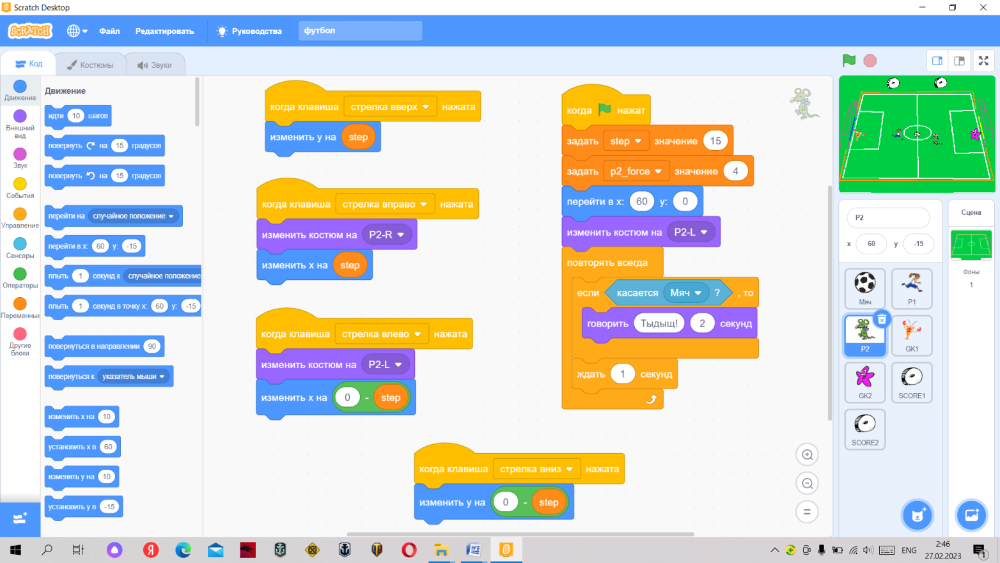 Scratch Desktop
SCRATCH
Файл
Редактировать
Руководства
футбол
Код
Костюмы
Звуки
Движение
Внешний вид
Звук
События
Управление
Сенсоры
Операторы
Переменные
Другие блоки
Движение
идти 10 шагов
повернуть на 15 градусов
повернуть на 15 градусов
перейти на случайное положение
перейти в x: 60 y: -15
плыть 1 секунд к случайное положение
плыть 1 секунд в точку x: 60 y: -15
повернуться в направлении 90
повернуться к указатель мыши
изменить x на 10
установить x в 60
изменить y на 10
установить y в -15
когда клавиша стрелка вверх нажата
изменить y на step
когда клавиша стрелка вправо нажата
изменить костюм на P2-R
изменить x на step
когда клавиша стрелка влево нажата
изменить костюм на P2-L
изменить x на 0 - step
когда клавиша стрелка вниз нажата
изменить y на 0 - step
когда нажат
задать step значение 15
задать p2_force значение 4
перейти в x: 60 y: 0
изменить костюм на P2-L
повторять всегда
если касается Мяч ? , то
говорить Тыдыщ! 2 секунд
ждать 1 секунд
P2
x 60 y -15
Мяч
P1
P2
GK1
GK2
SCORE1
SCORE2
Сцена
Фоны
1
ENG
2:46
27.02.2023
1